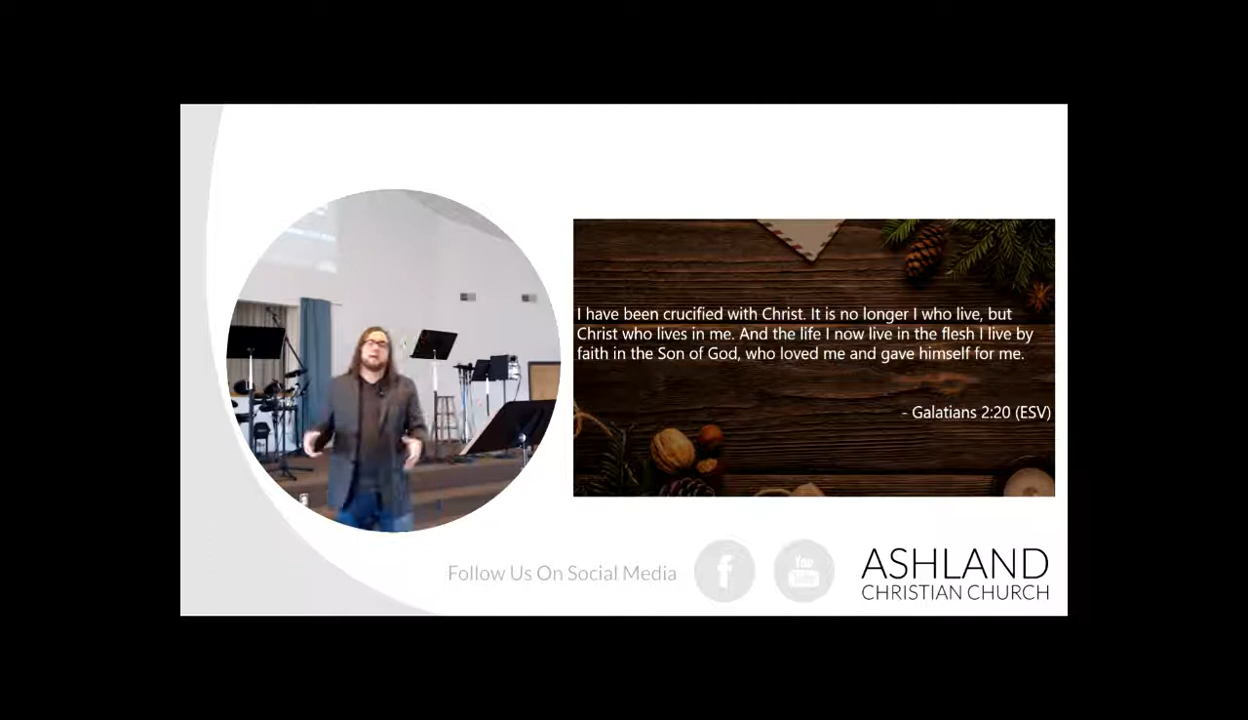 I have been crucified with Christ. It is no longer I who live, but
Christ who lives in me. And the life I now live in the flesh I live by
faith in the Son of God, who loved me and gave himself for me.
- Galatians 2:20 (ESV)
Follow Us On Social Media
f
You
Tube
ASHLAND
CHRISTIAN CHURCH